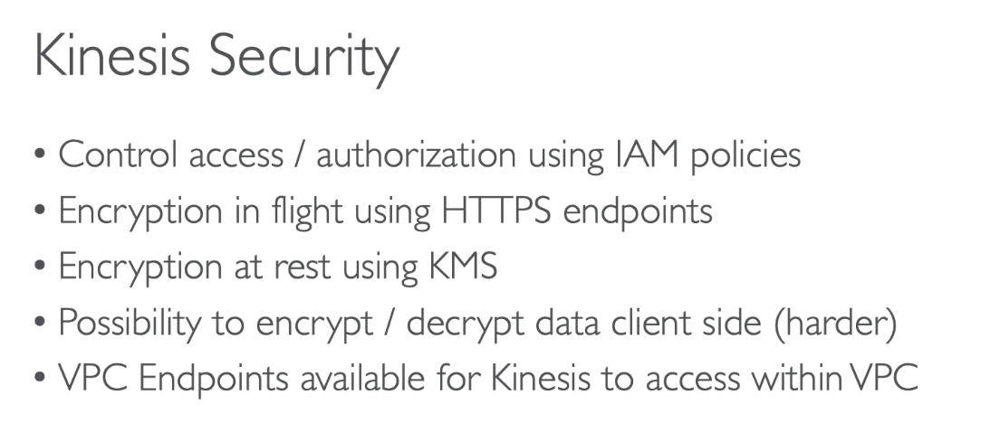 Kinesis Security
• Control access / authorization using IAM policies
• Encryption in flight using HTTPS endpoints
• Encryption at rest using KMS
• Possibility to encrypt / decrypt data client side (harder)
• VPC Endpoints available for Kinesis to access within VPC